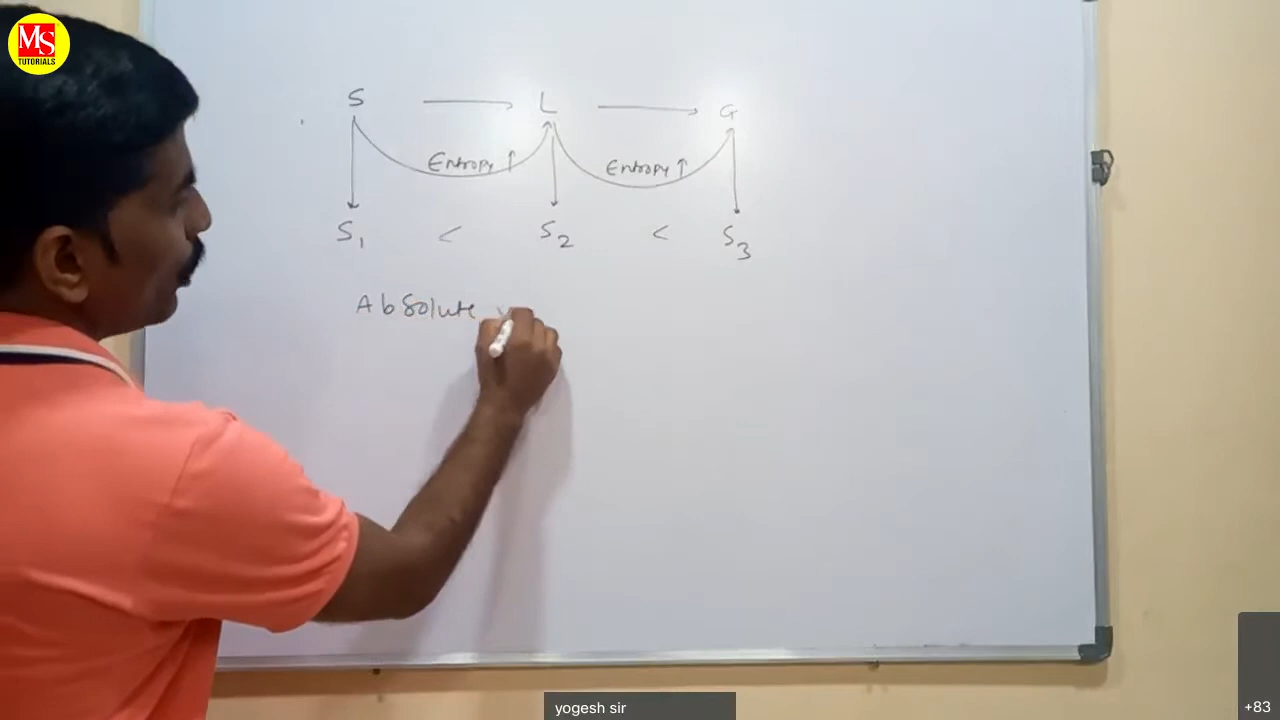 MS
TUTORIALS
S → L → G
Entropy ↑ Entropy ↑
S1 < S2 < S3
Absolute
yogesh sir
+83